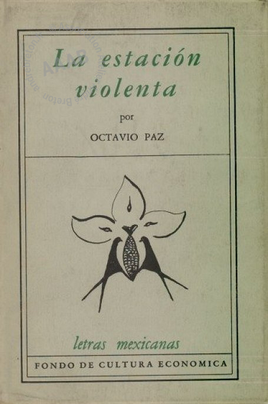 La estación
violenta
por
OCTAVIO PAZ
letras mexicanas
FONDO DE CULTURA ECONOMICA